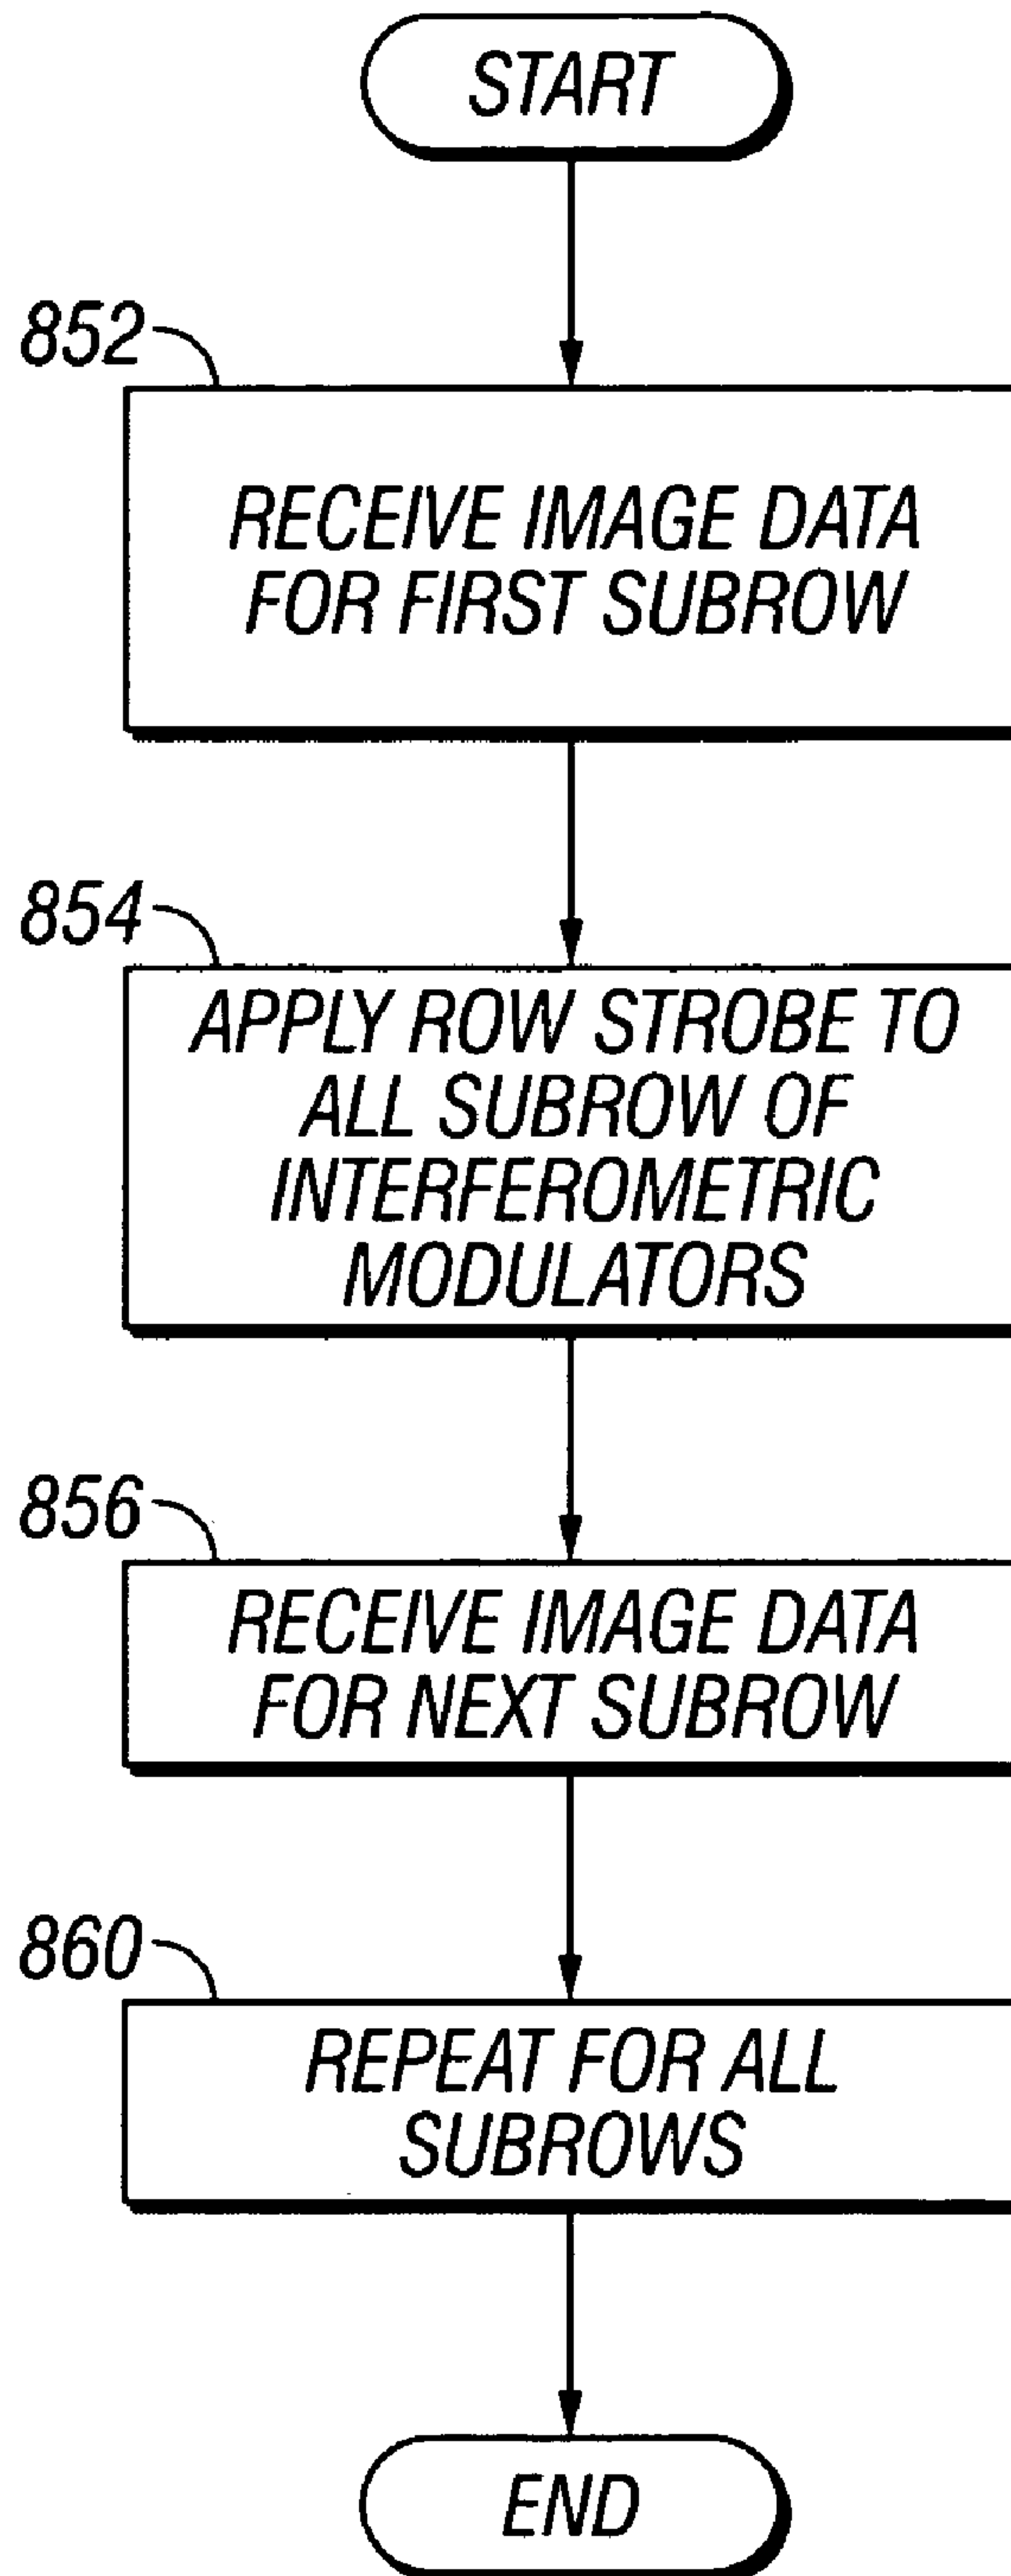 START
852
RECEIVE IMAGE DATA
FOR FIRST SUBROW
854
APPLY ROW STROBE TO
ALL SUBROW OF
INTERFEROMETRIC
MODULATORS
856
RECEIVE IMAGE DATA
FOR NEXT SUBROW
860
REPEAT FOR ALL
SUBROWS
END